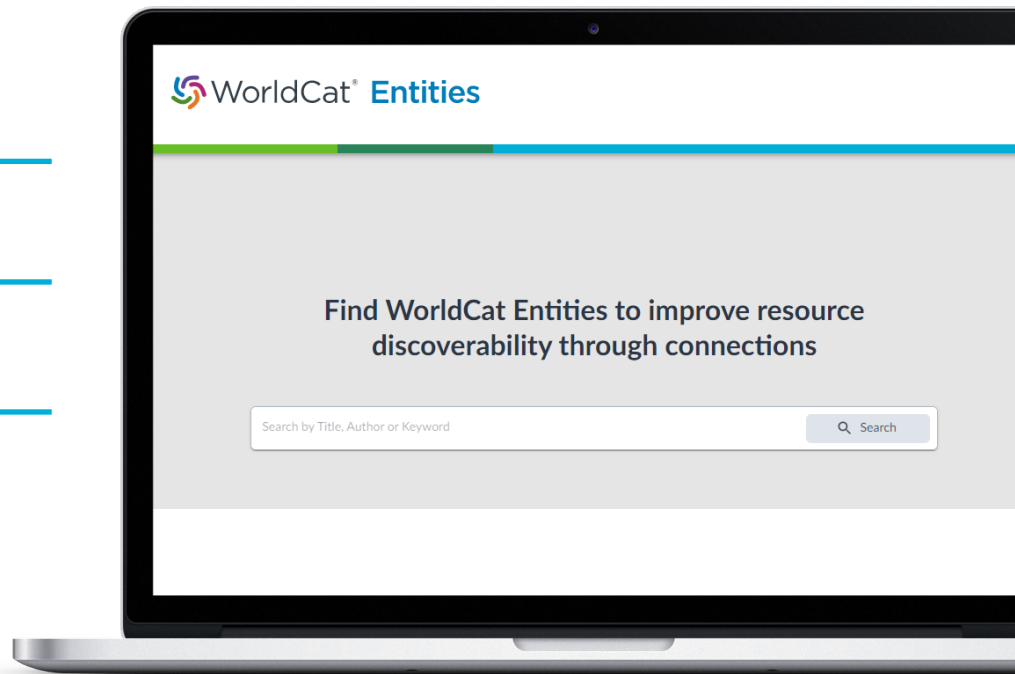 WorldCat® Entities
Find WorldCat Entities to improve resource
discoverability through connections
Search by Title, Author or Keyword
Search